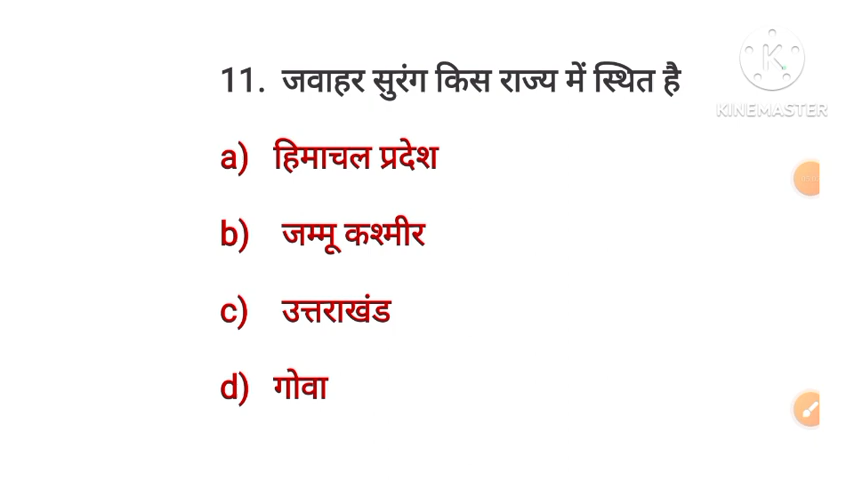 11. जवाहर सुरंग किस राज्य में स्थित है
KINEMASTER
a) हिमाचल प्रदेश
b) जम्मू कश्मीर
c) उत्तराखंड
d) गोवा